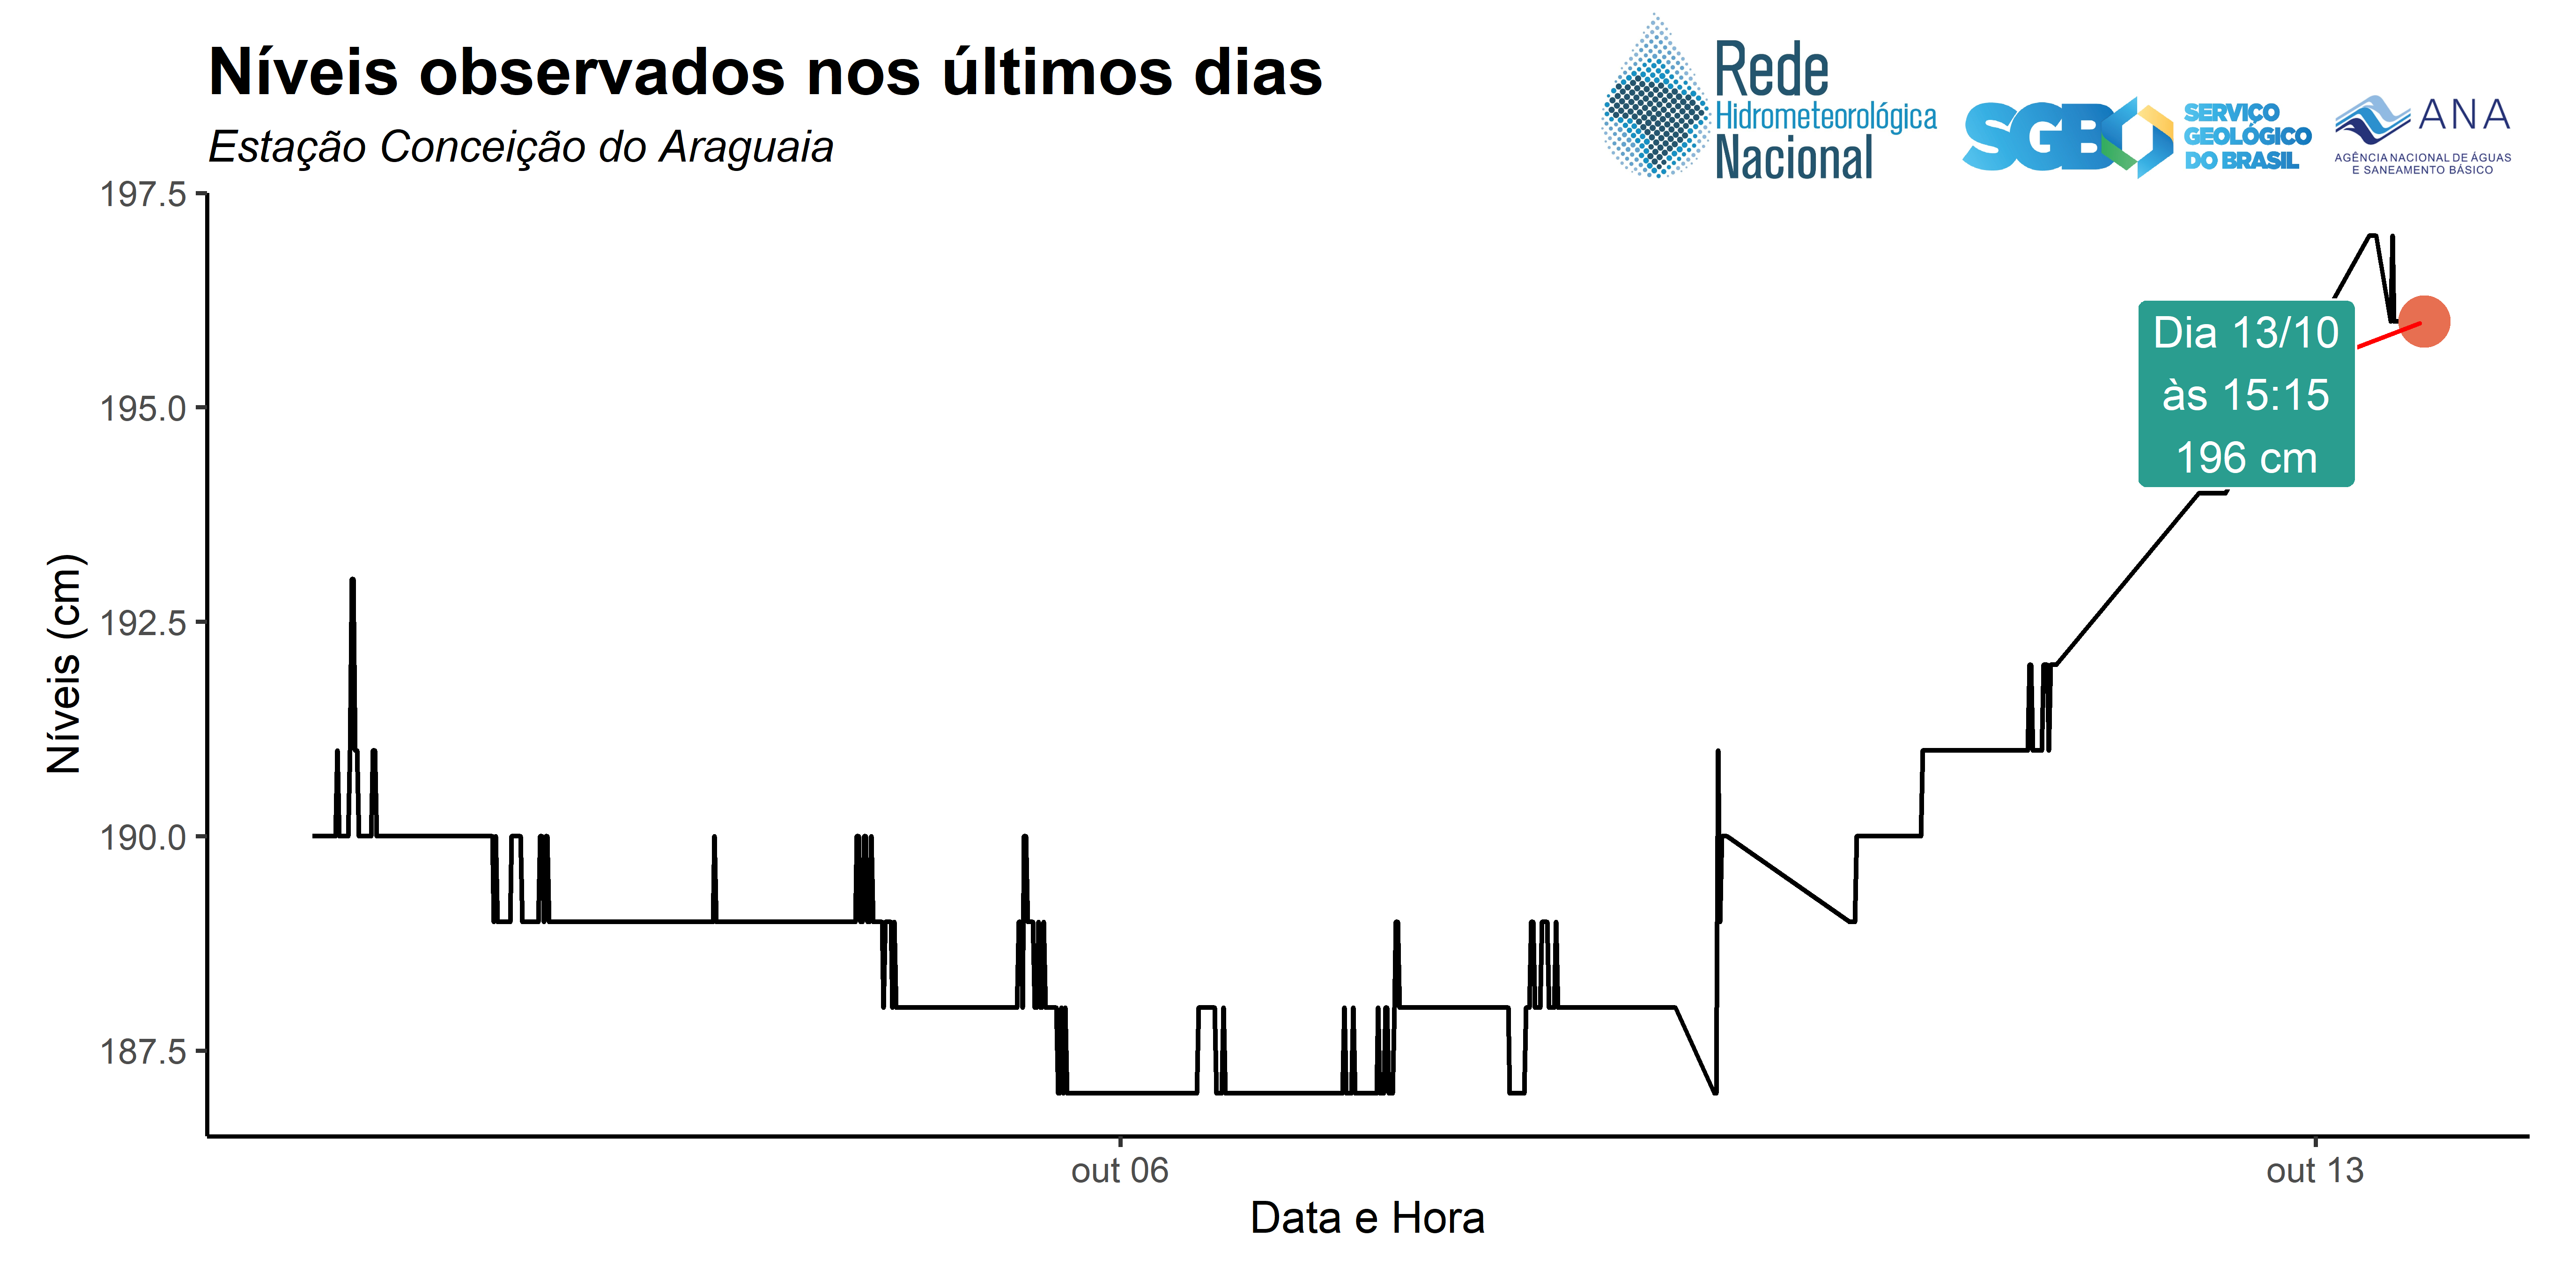 Níveis observados nos últimos dias
Estação Conceição do Araguaia
Rede
Hidrometeorológica
Nacional
SGB
SERVIÇO
GEOLÓGICO
DO BRASIL
ANA
AGÊNCIA NACIONAL DE ÁGUAS
E SANEAMENTO BÁSICO
197.5
195.0
192.5
190.0
187.5
Níveis (cm)
Dia 13/10
às 15:15
196 cm
out 06
out 13
Data e Hora